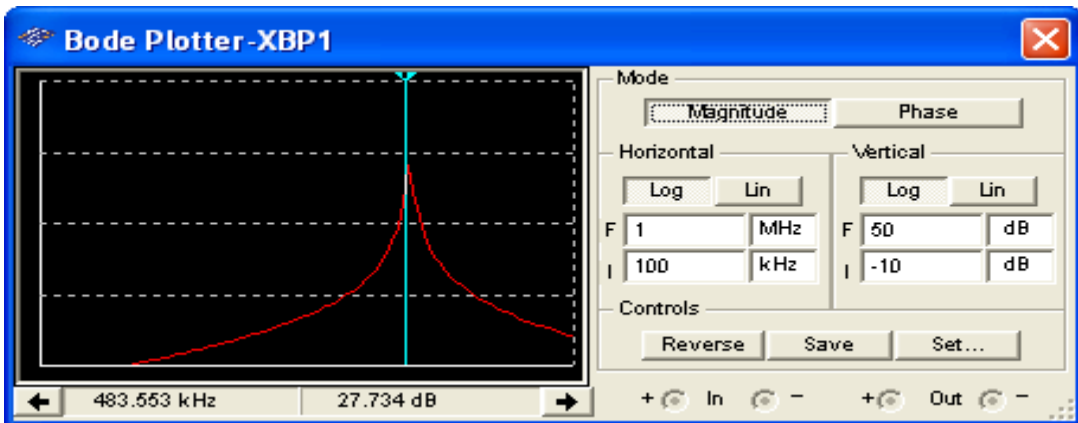 Bode Plotter-XBP1
Mode
Magnitude Phase
Horizontal Vertical
Log Lin Log Lin
F 1 MHz F 50 dB
I 100 kHz I -10 dB
Controls
Reverse Save Set...
483.553 kHz 27.734 dB + In - + Out -